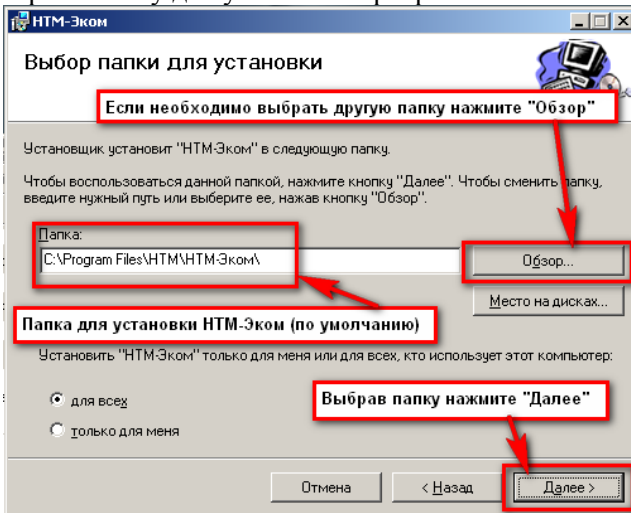 НТМ-Эком
Выбор папки для установки
Если необходимо выбрать другую папку нажмите "Обзор"
Установщик установит "НТМ-Эком" в следующую папку.
Чтобы воспользоваться данной папкой, нажмите кнопку "Далее". Чтобы сменить папку,
введите нужный путь или выберите ее, нажав кнопку "Обзор".
Папка:
C:\Program Files\НТМ\НТМ-Эком\
Обзор...
Место на дисках...
Папка для установки НТМ-Эком (по умолчанию)
Установить "НТМ-Эком" только для меня или для всех, кто использует этот компьютер:
для всех
Выбрав папку нажмите "Далее"
только для меня
Отмена
< Назад
Далее >